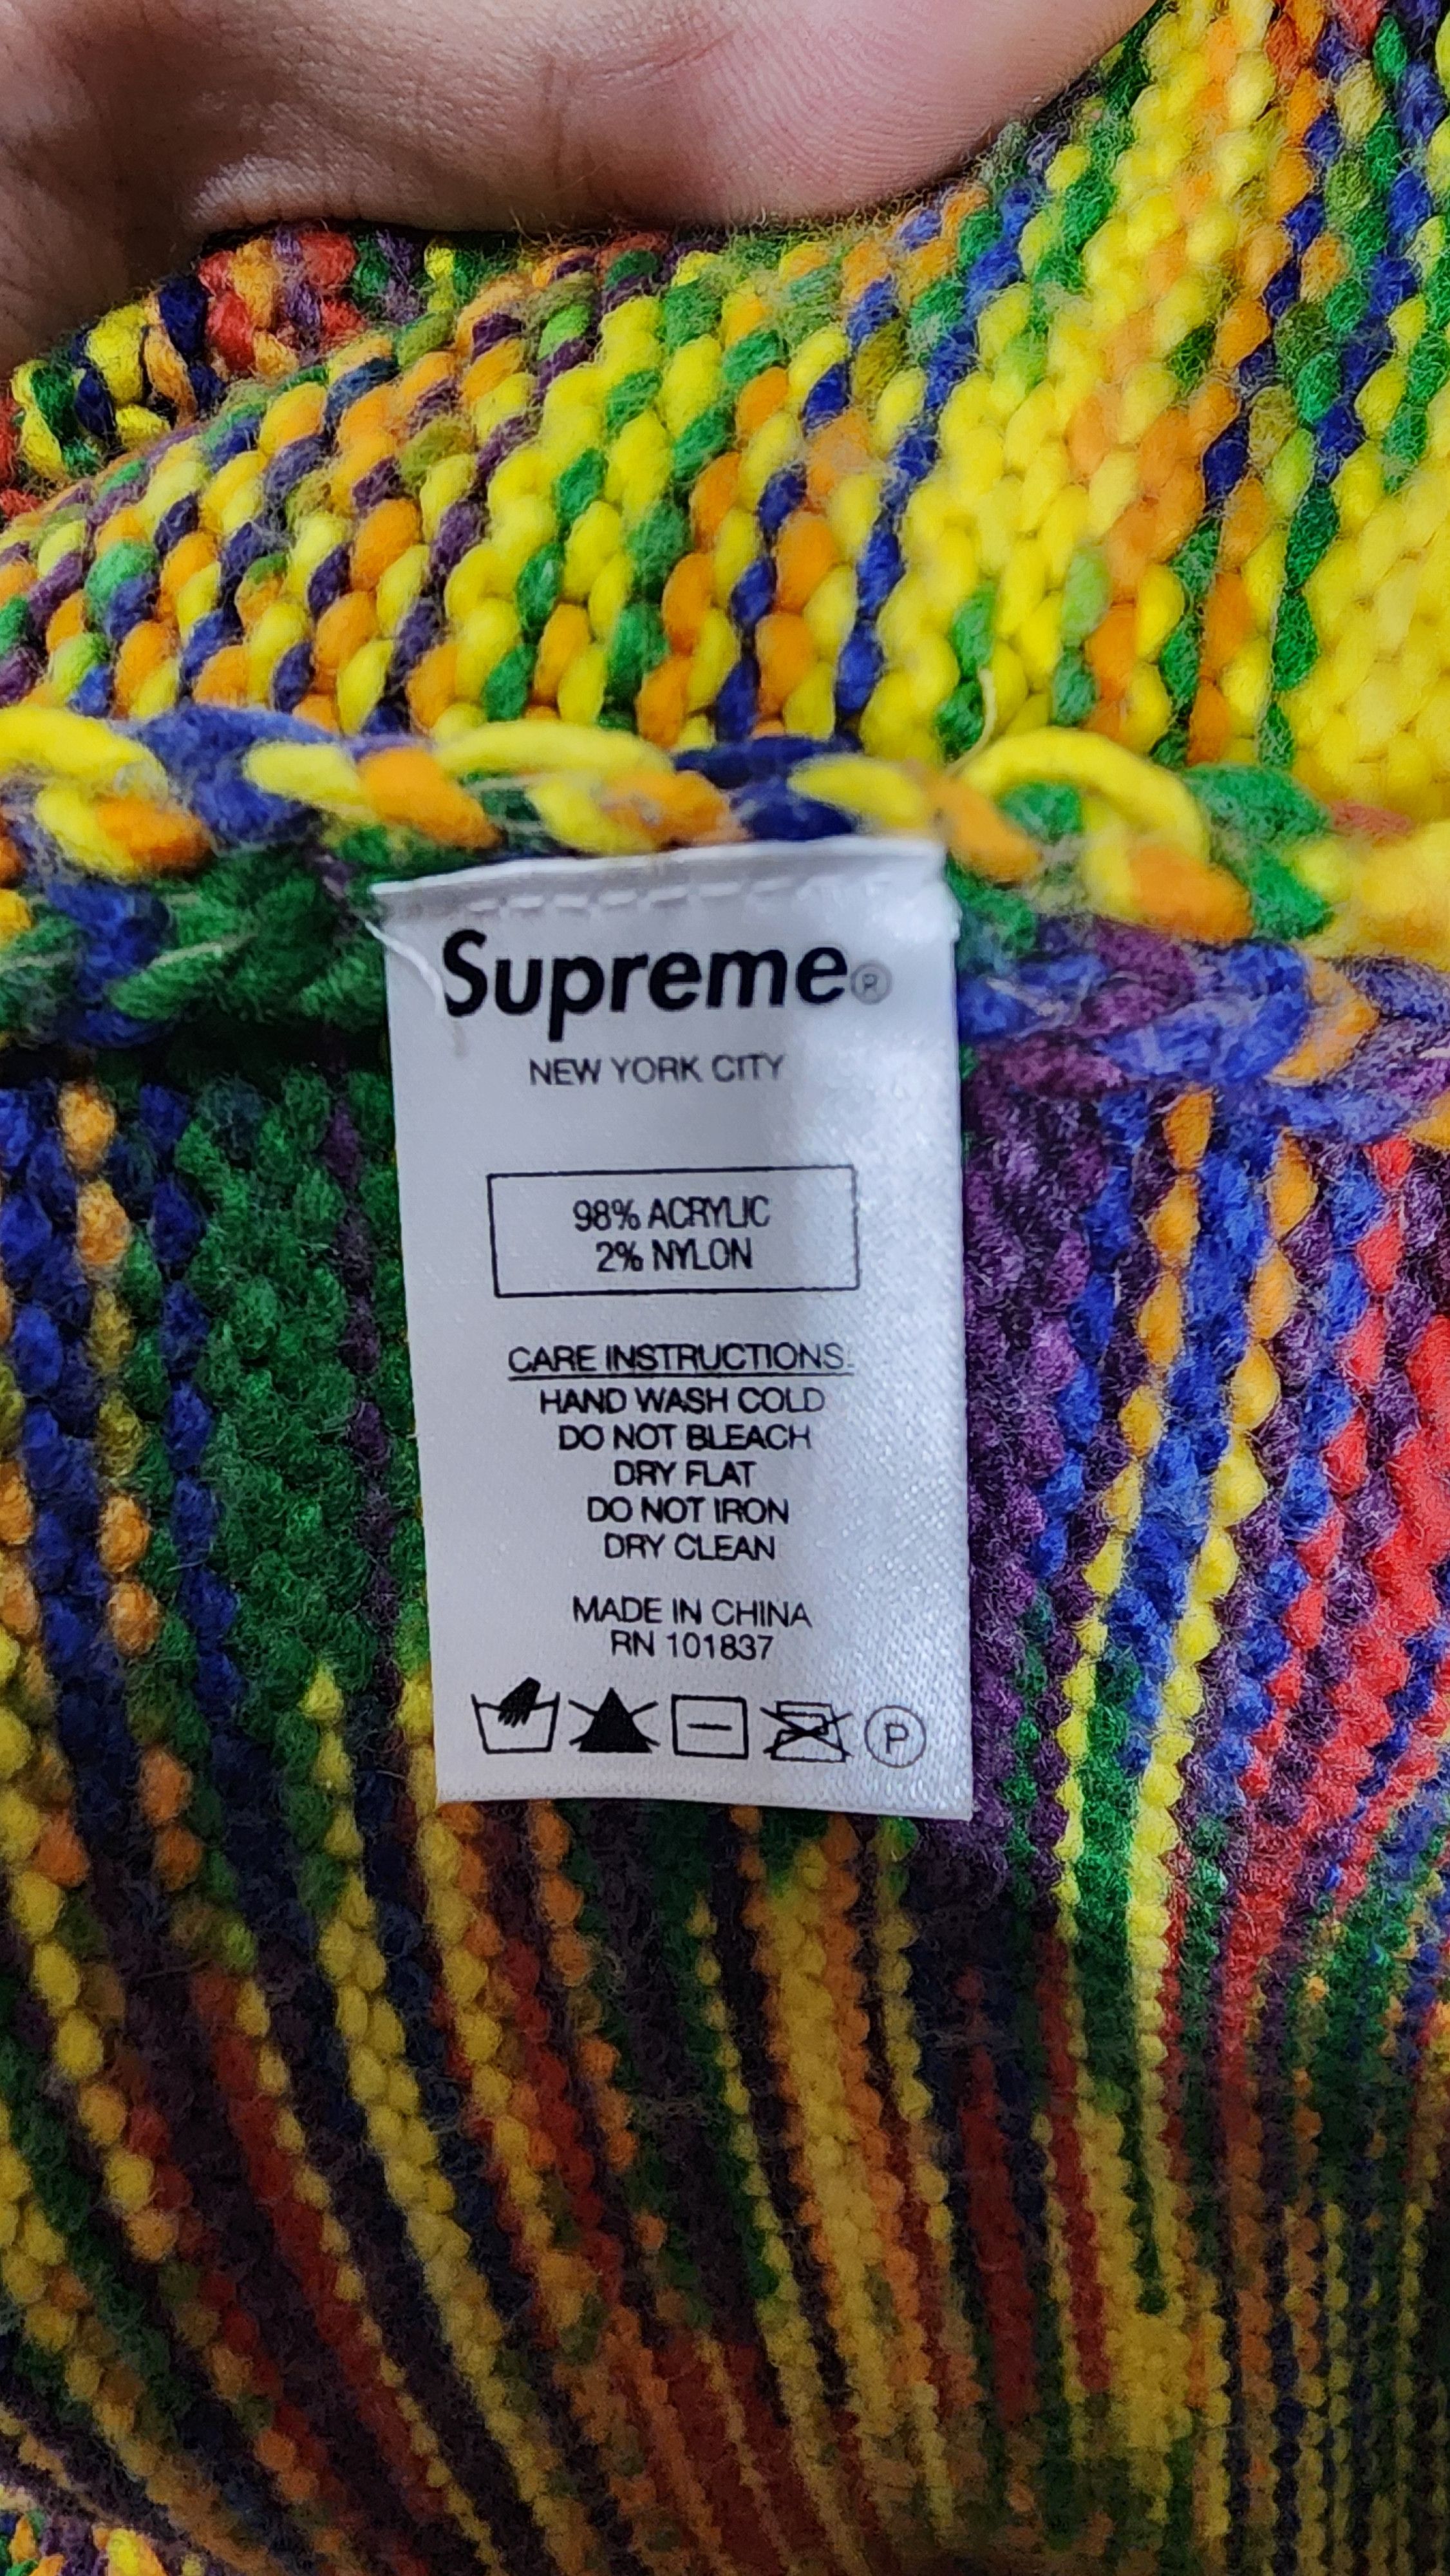 Supreme®
NEW YORK CITY
98% ACRYLIC
2% NYLON
CARE INSTRUCTIONS:
HAND WASH COLD
DO NOT BLEACH
DRY FLAT
DO NOT IRON
DRY CLEAN
MADE IN CHINA
RN 101837
P